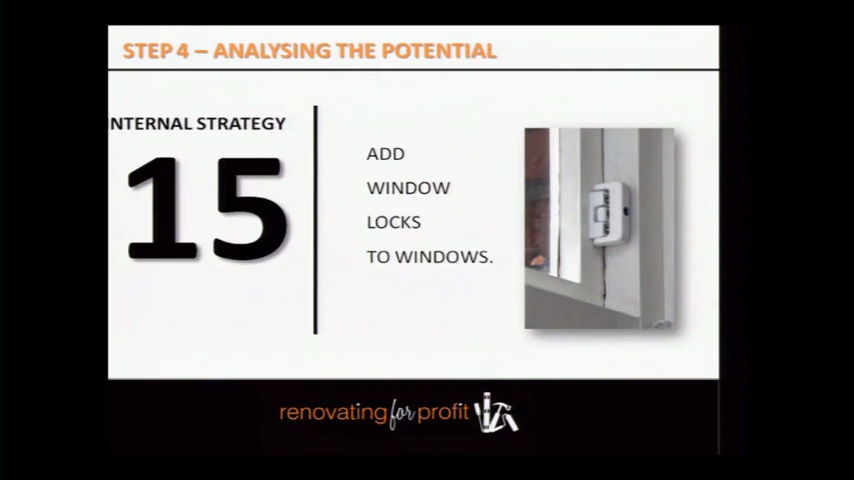 STEP 4 – ANALYSING THE POTENTIAL
NTERNAL STRATEGY
15
ADD
WINDOW
LOCKS
TO WINDOWS.
renovating for profit